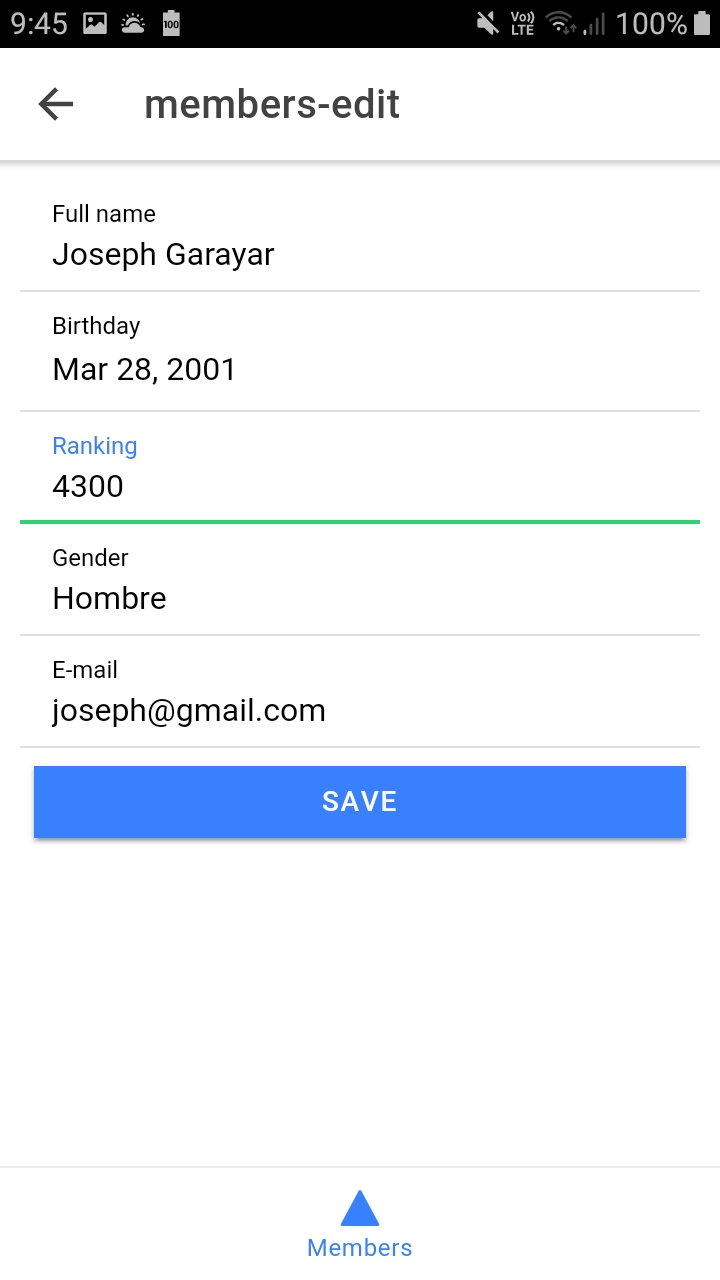 9:45 100 Vo)) LTE 100%
members-edit
Full name
Joseph Garayar
Birthday
Mar 28, 2001
Ranking
4300
Gender
Hombre
E-mail
joseph@gmail.com
SAVE
Members